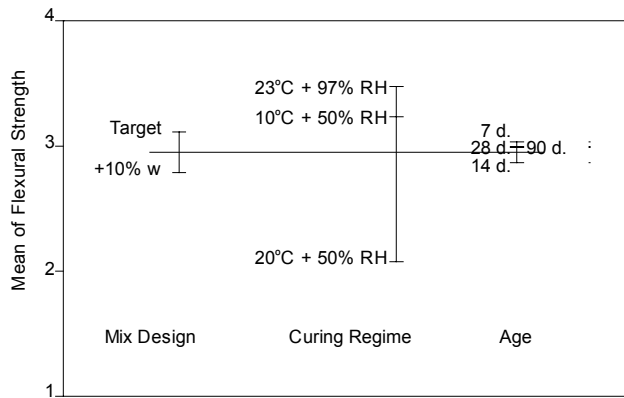 4
3
2
1
Mean of Flexural Strength
Target
+10% w
23°C + 97% RH
10°C + 50% RH
20°C + 50% RH
7 d.
28 d. 90 d.
14 d.
Mix Design Curing Regime Age